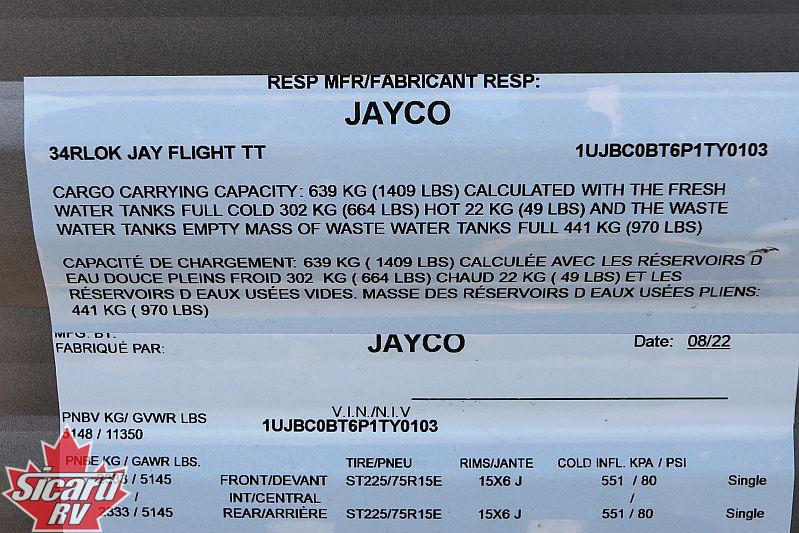 RESP MFR/FABRICANT RESP:
JAYCO
34RLOK JAY FLIGHT TT 1UJBC0BT6P1TY0103
CARGO CARRYING CAPACITY: 639 KG (1409 LBS) CALCULATED WITH THE FRESH
WATER TANKS FULL COLD 302 KG (664 LBS) HOT 22 KG (49 LBS) AND THE WASTE
WATER TANKS EMPTY MASS OF WASTE WATER TANKS FULL 441 KG (970 LBS)
CAPACITÉ DE CHARGEMENT: 639 KG ( 1409 LBS) CALCULÉE AVEC LES RÉSERVOIRS D
EAU DOUCE PLEINS FROID 302 KG ( 664 LBS) CHAUD 22 KG ( 49 LBS) ET LES
RÉSERVOIRS D EAUX USÉES VIDES. MASSE DES RÉSERVOIRS D EAUX USÉES PLIENS:
441 KG ( 970 LBS)
MFG. BY:
FABRIQUÉ PAR: JAYCO Date: 08/22
V.I.N./N.I.V
PNBV KG/ GVWR LBS 1UJBC0BT6P1TY0103
5148 / 11350
PNBE KG / GAWR LBS. TIRE/PNEU RIMS/JANTE COLD INFL. KPA / PSI
/ 5145 FRONT/DEVANT ST225/75R15E 15X6 J 551 / 80 Single
/ INT/CENTRAL /
2333 / 5145 REAR/ARRIÈRE ST225/75R15E 15X6 J 551 / 80 Single
Sicard
RV